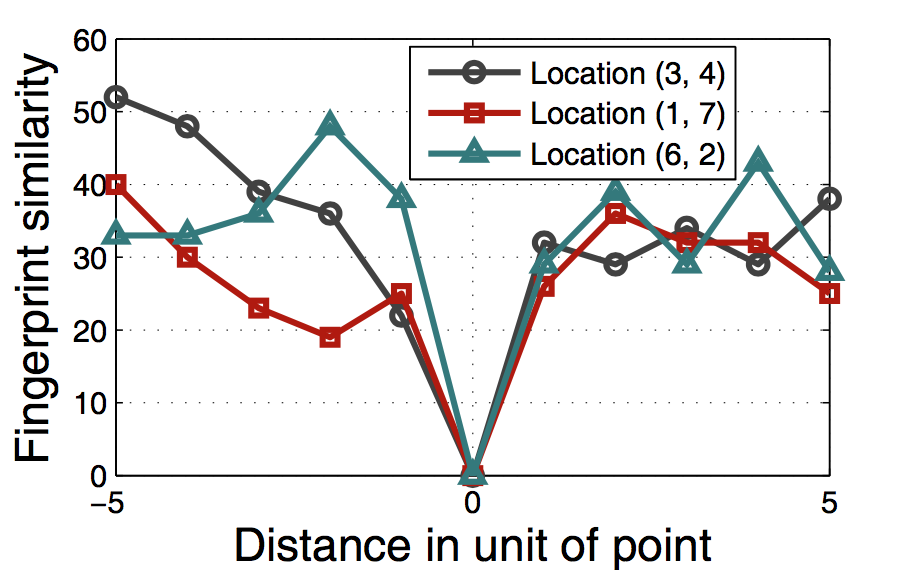 60
50
40
30
20
10
0
−5
0
5
Fingerprint similarity
Distance in unit of point
Location (3, 4)
Location (1, 7)
Location (6, 2)